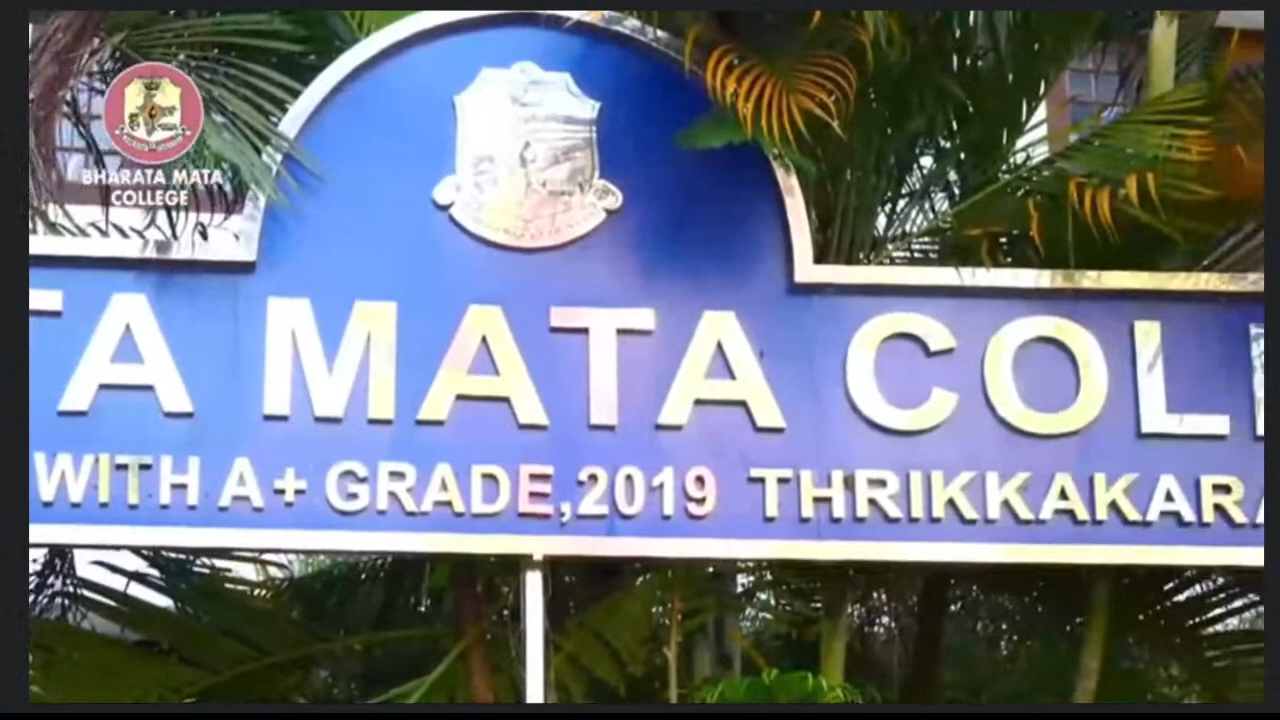 BHARATA MATA
COLLEGE
TA MATA COL
WITH A+ GRADE,2019 THRIKKAKARA